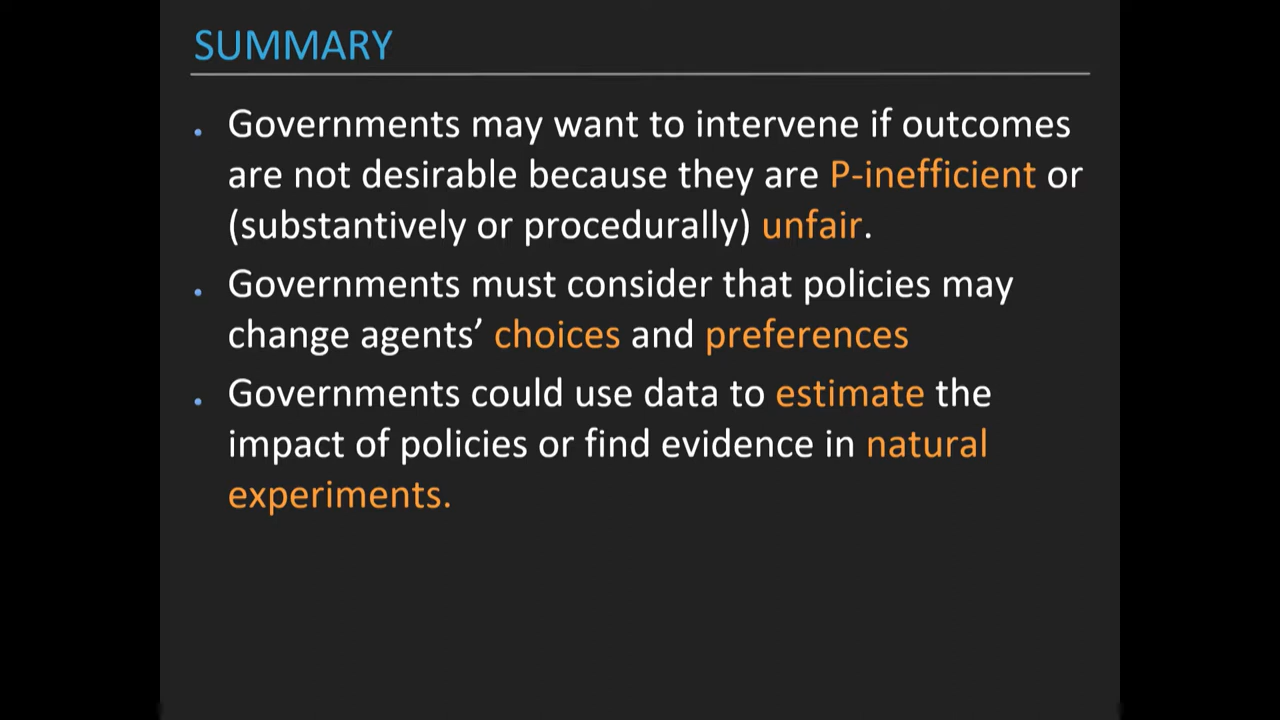 SUMMARY
• Governments may want to intervene if outcomes
are not desirable because they are P-inefficient or
(substantively or procedurally) unfair.
• Governments must consider that policies may
change agents’ choices and preferences
• Governments could use data to estimate the
impact of policies or find evidence in natural
experiments.